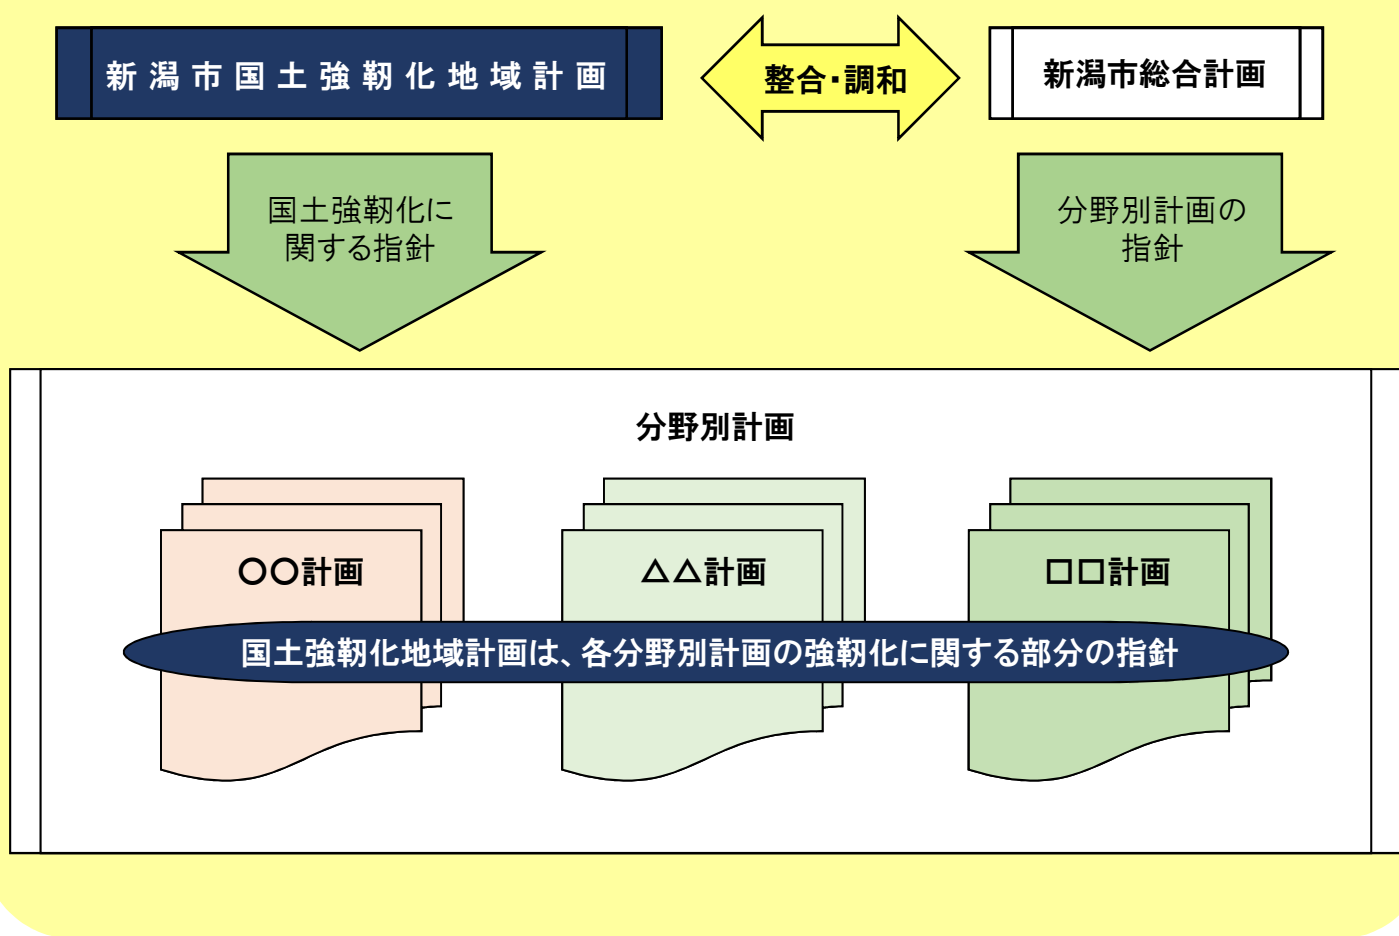 新潟市国土強靭化地域計画
整合・調和
新潟市総合計画
国土強靭化に
関する指針
分野別計画の
指針
分野別計画
〇〇計画
△△計画
□□計画
国土強靭化地域計画は、各分野別計画の強靭化に関する部分の指針